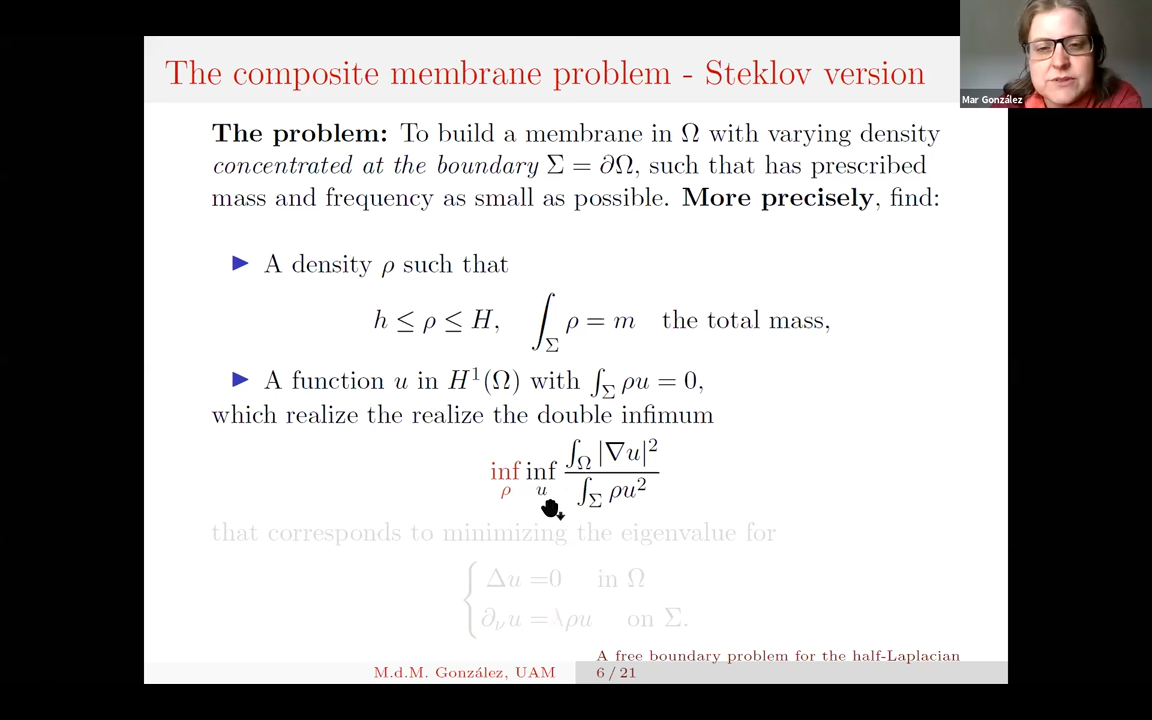 The composite membrane problem - Steklov version
Mar González
The problem: To build a membrane in Ω with varying density
concentrated at the boundary Σ = ∂Ω, such that has prescribed
mass and frequency as small as possible. More precisely, find:
▶ A density ρ such that
h ≤ ρ ≤ H, ∫_Σ ρ = m the total mass,
▶ A function u in H¹(Ω) with ∫_Σ ρu = 0,
which realize the realize the double infimum
inf_ρ inf_u ∫_Ω |∇u|² / ∫_Σ ρu²
that corresponds to minimizing the eigenvalue for
{ Δu =0 in Ω
∂_ν u =λρu on Σ.
A free boundary problem for the half-Laplacian
M.d.M. González, UAM 6 / 21